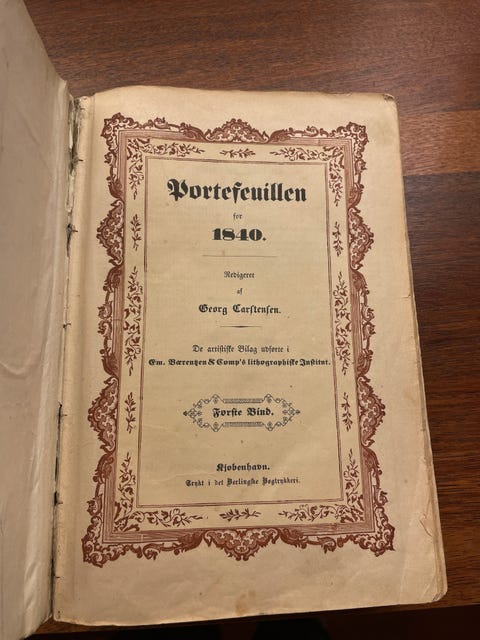 Portefeuillen
for
1840.
Redigeret
af
Georg Carstensen.
De artistiske Bilag udførte i
Em. Bærentzen & Comp's lithographiske Institut.
Første Bind.
Kjøbenhavn.
Trykt i det Berlingske Bogtrykkeri.